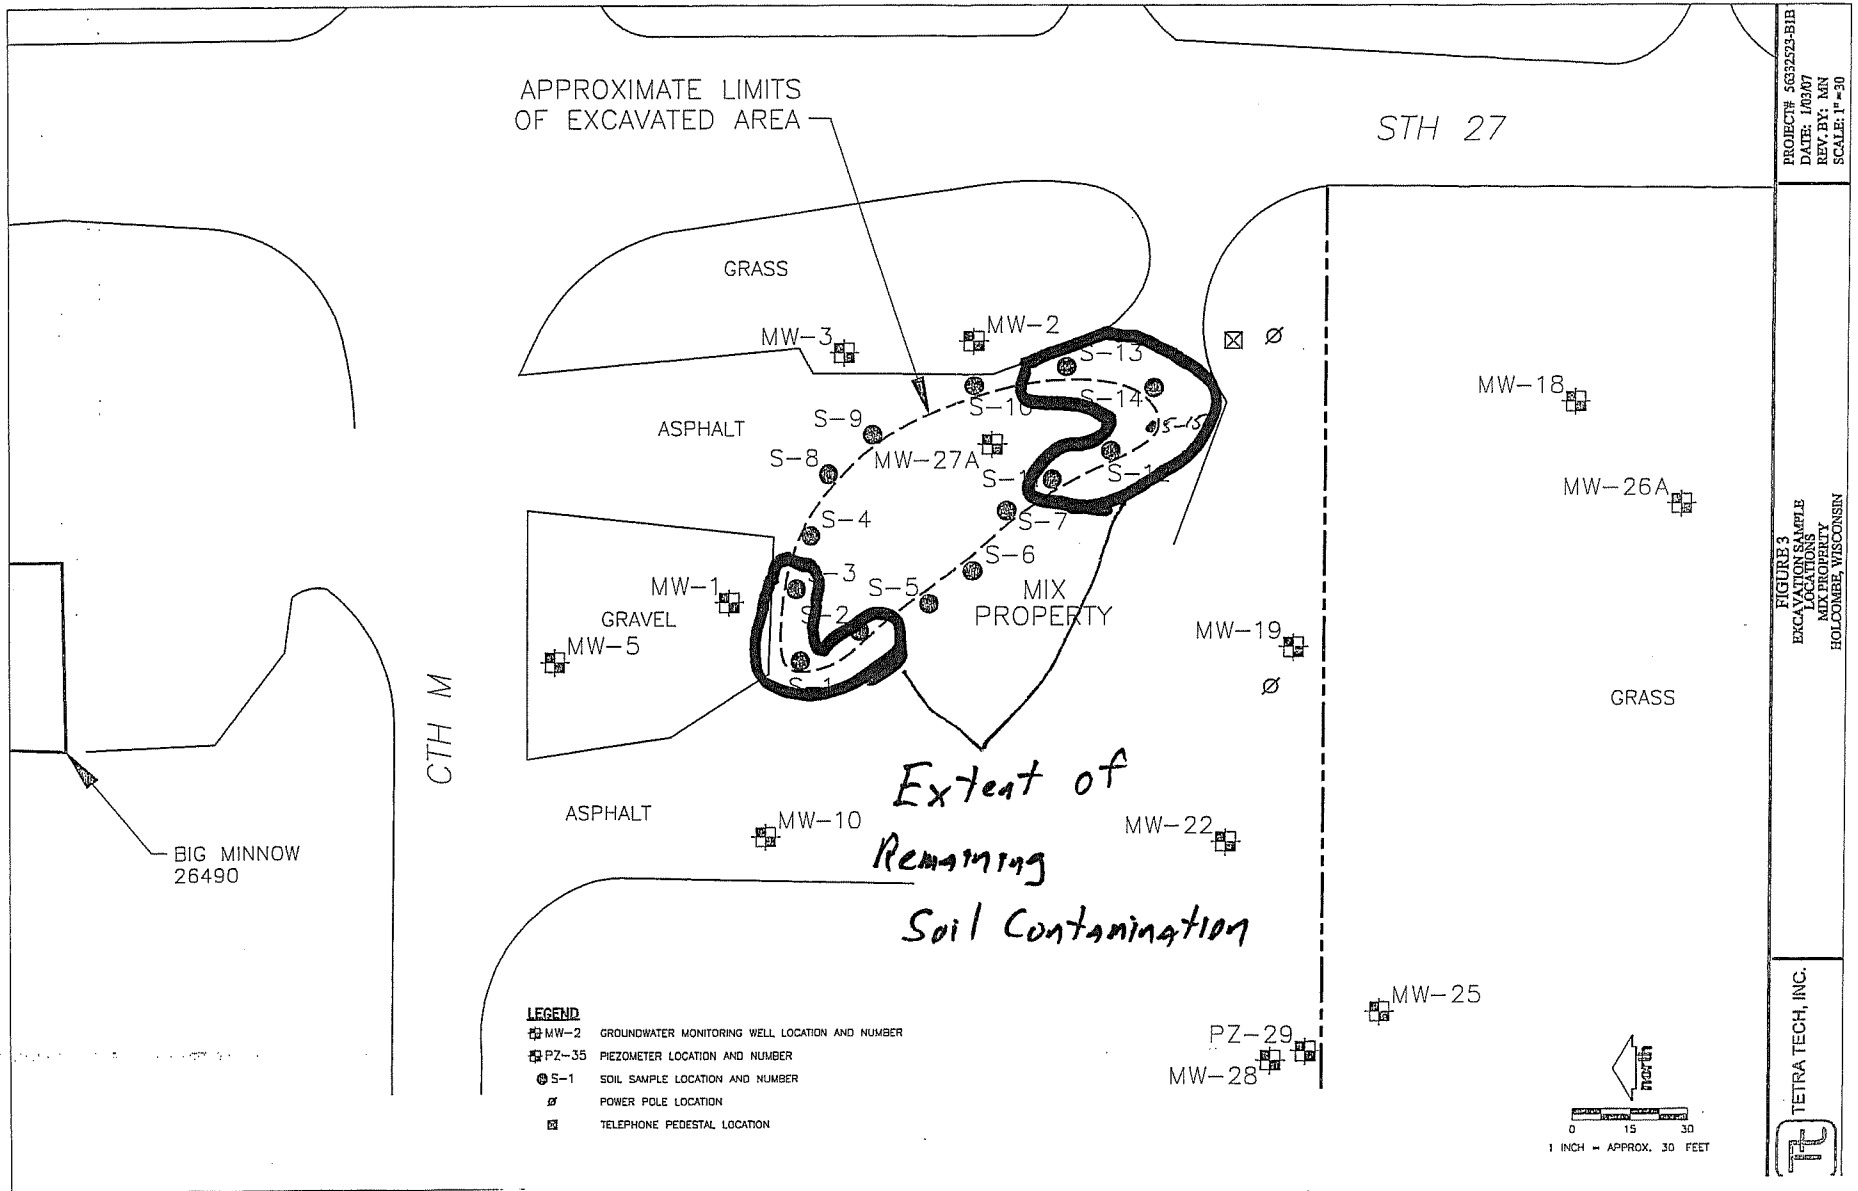 APPROXIMATE LIMITS
OF EXCAVATED AREA
STH 27
GRASS
MW-3
MW-2
S-13
S-14
S-10
S-15
MW-18
ASPHALT
S-9
S-8
MW-27A
MW-26A
S-7
S-4
S-6
S-5
MIX
PROPERTY
MW-1
GRAVEL
MW-5
S-2
S-1
MW-19
GRASS
CTH M
Extent of
Remaining
Soil Contamination
ASPHALT
MW-10
MW-22
BIG MINNOW
26490
MW-25
PZ-29
MW-28
LEGEND
MW-2 GROUNDWATER MONITORING WELL LOCATION AND NUMBER
PZ-35 PIEZOMETER LOCATION AND NUMBER
S-1 SOIL SAMPLE LOCATION AND NUMBER
POWER POLE LOCATION
TELEPHONE PEDESTAL LOCATION
north
0 15 30
1 INCH = APPROX. 30 FEET
PROJECT# 56332523-B1B
DATE: 1/03/07
REV. BY: MN
SCALE: 1"=30
FIGURE 3
EXCAVATION SAMPLE
LOCATIONS
MIX PROPERTY
HOLCOMBE, WISCONSIN
TETRA TECH, INC.